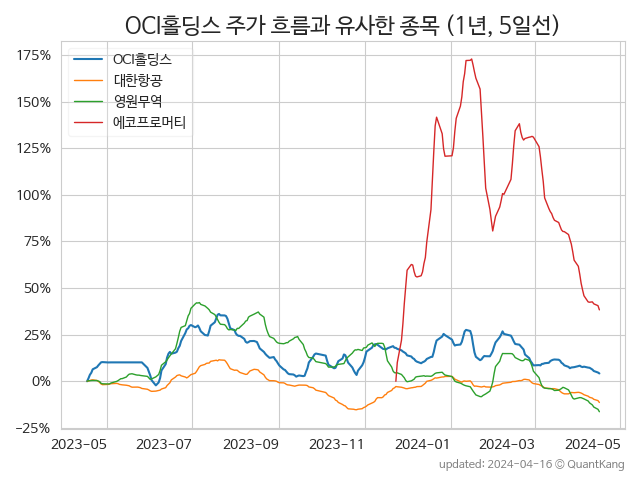 OCI홀딩스 주가 흐름과 유사한 종목 (1년, 5일선)
OCI홀딩스
대한항공
영원무역
에코프로머티
175%
150%
125%
100%
75%
50%
25%
0%
−25%
2023-05 2023-07 2023-09 2023-11 2024-01 2024-03 2024-05
updated: 2024-04-16 © QuantKang